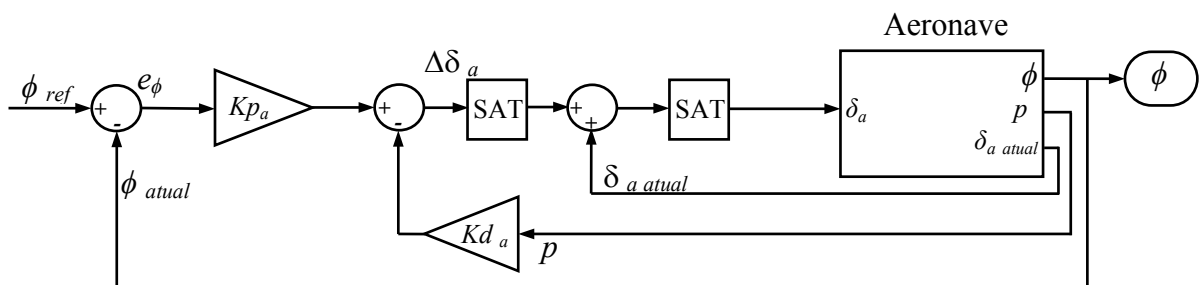 Aeronave
ϕ ref
+
-
e ϕ
Kp a
+
-
Δδ a
SAT
+
+
SAT
δ a
ϕ
p
δ a atual
ϕ
ϕ atual
δ a atual
Kd a
p